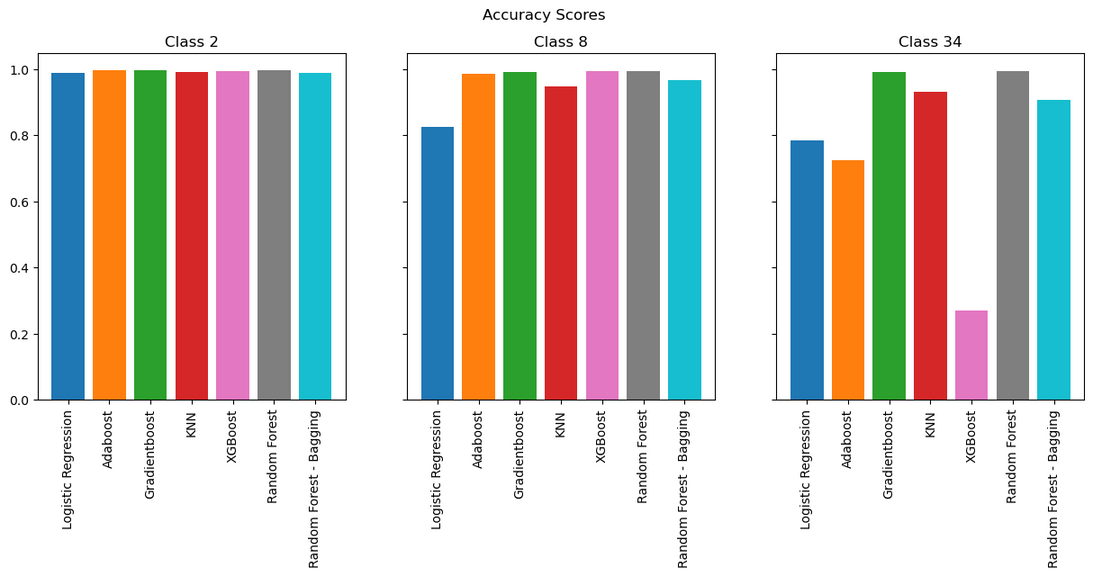 Accuracy Scores
Class 2
Class 8
Class 34
1.0
0.8
0.6
0.4
0.2
0.0
Logistic Regression
Adaboost
Gradientboost
KNN
XGBoost
Random Forest
Random Forest - Bagging
Logistic Regression
Adaboost
Gradientboost
KNN
XGBoost
Random Forest
Random Forest - Bagging
Logistic Regression
Adaboost
Gradientboost
KNN
XGBoost
Random Forest
Random Forest - Bagging